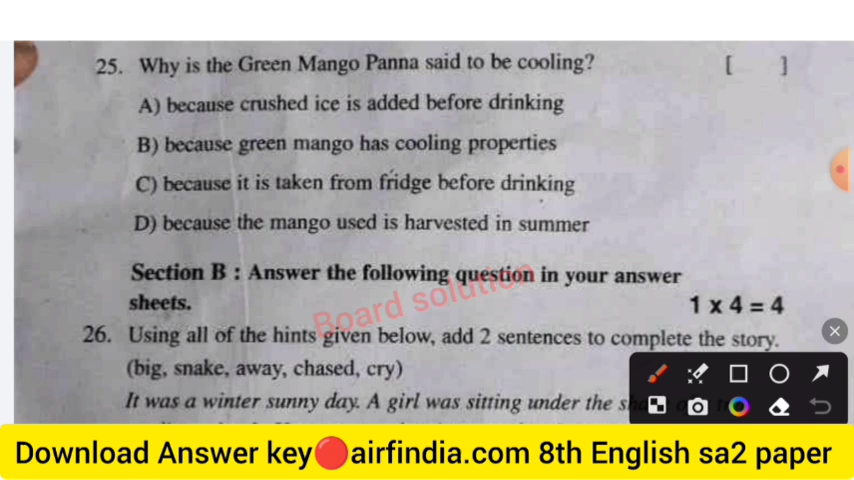 25. Why is the Green Mango Panna said to be cooling? [ ]
A) because crushed ice is added before drinking
B) because green mango has cooling properties
C) because it is taken from fridge before drinking
D) because the mango used is harvested in summer
Section B : Answer the following question in your answer
sheets. 1 x 4 = 4
Board solution
26. Using all of the hints given below, add 2 sentences to complete the story.
(big, snake, away, chased, cry)
It was a winter sunny day. A girl was sitting under the
Download Answer key🔴airfindia.com 8th English sa2 paper